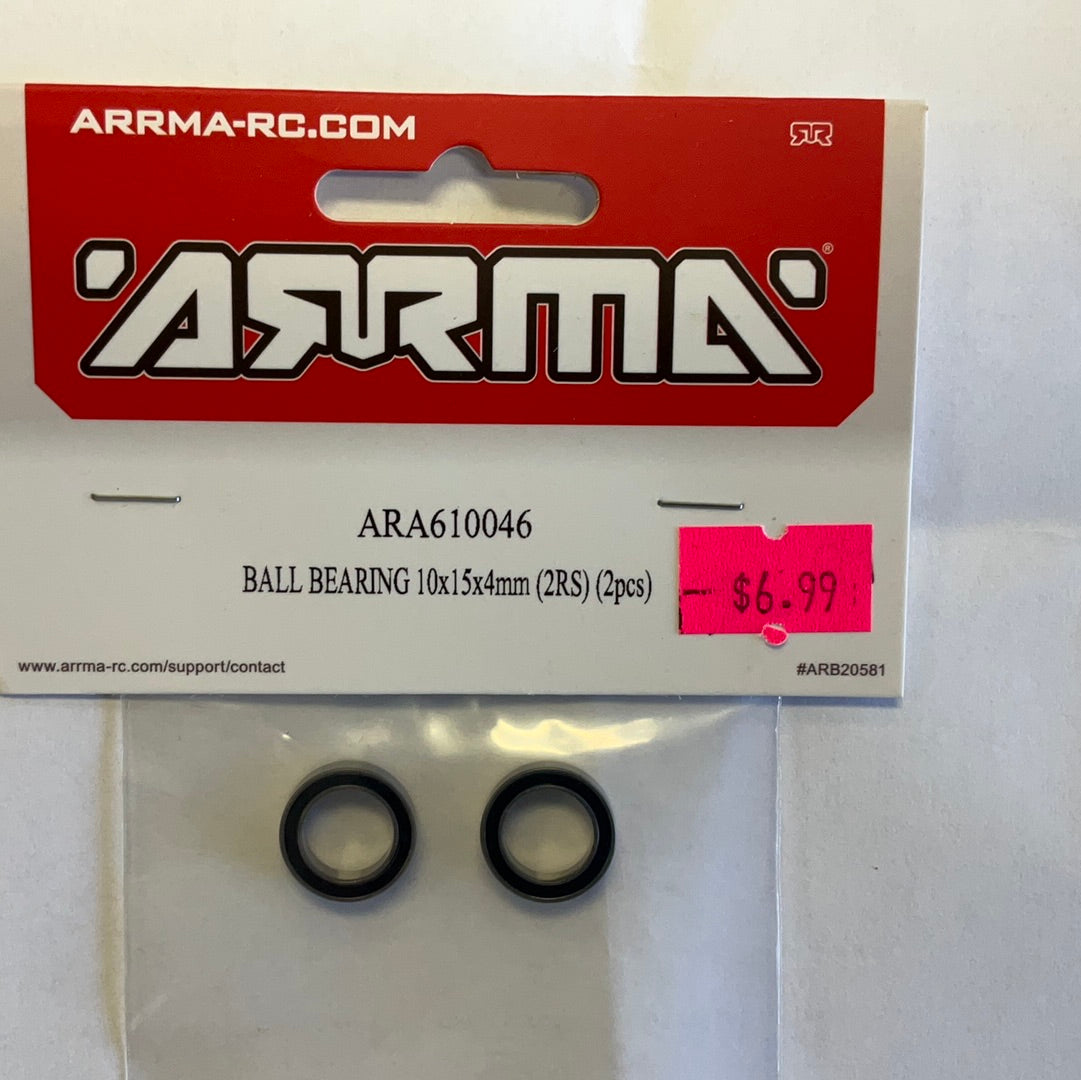 ARRMA-RC.COM
ARRMA®
ARA610046
BALL BEARING 10x15x4mm (2RS) (2pcs)
$6.99
www.arrma-rc.com/support/contact
#ARB20581